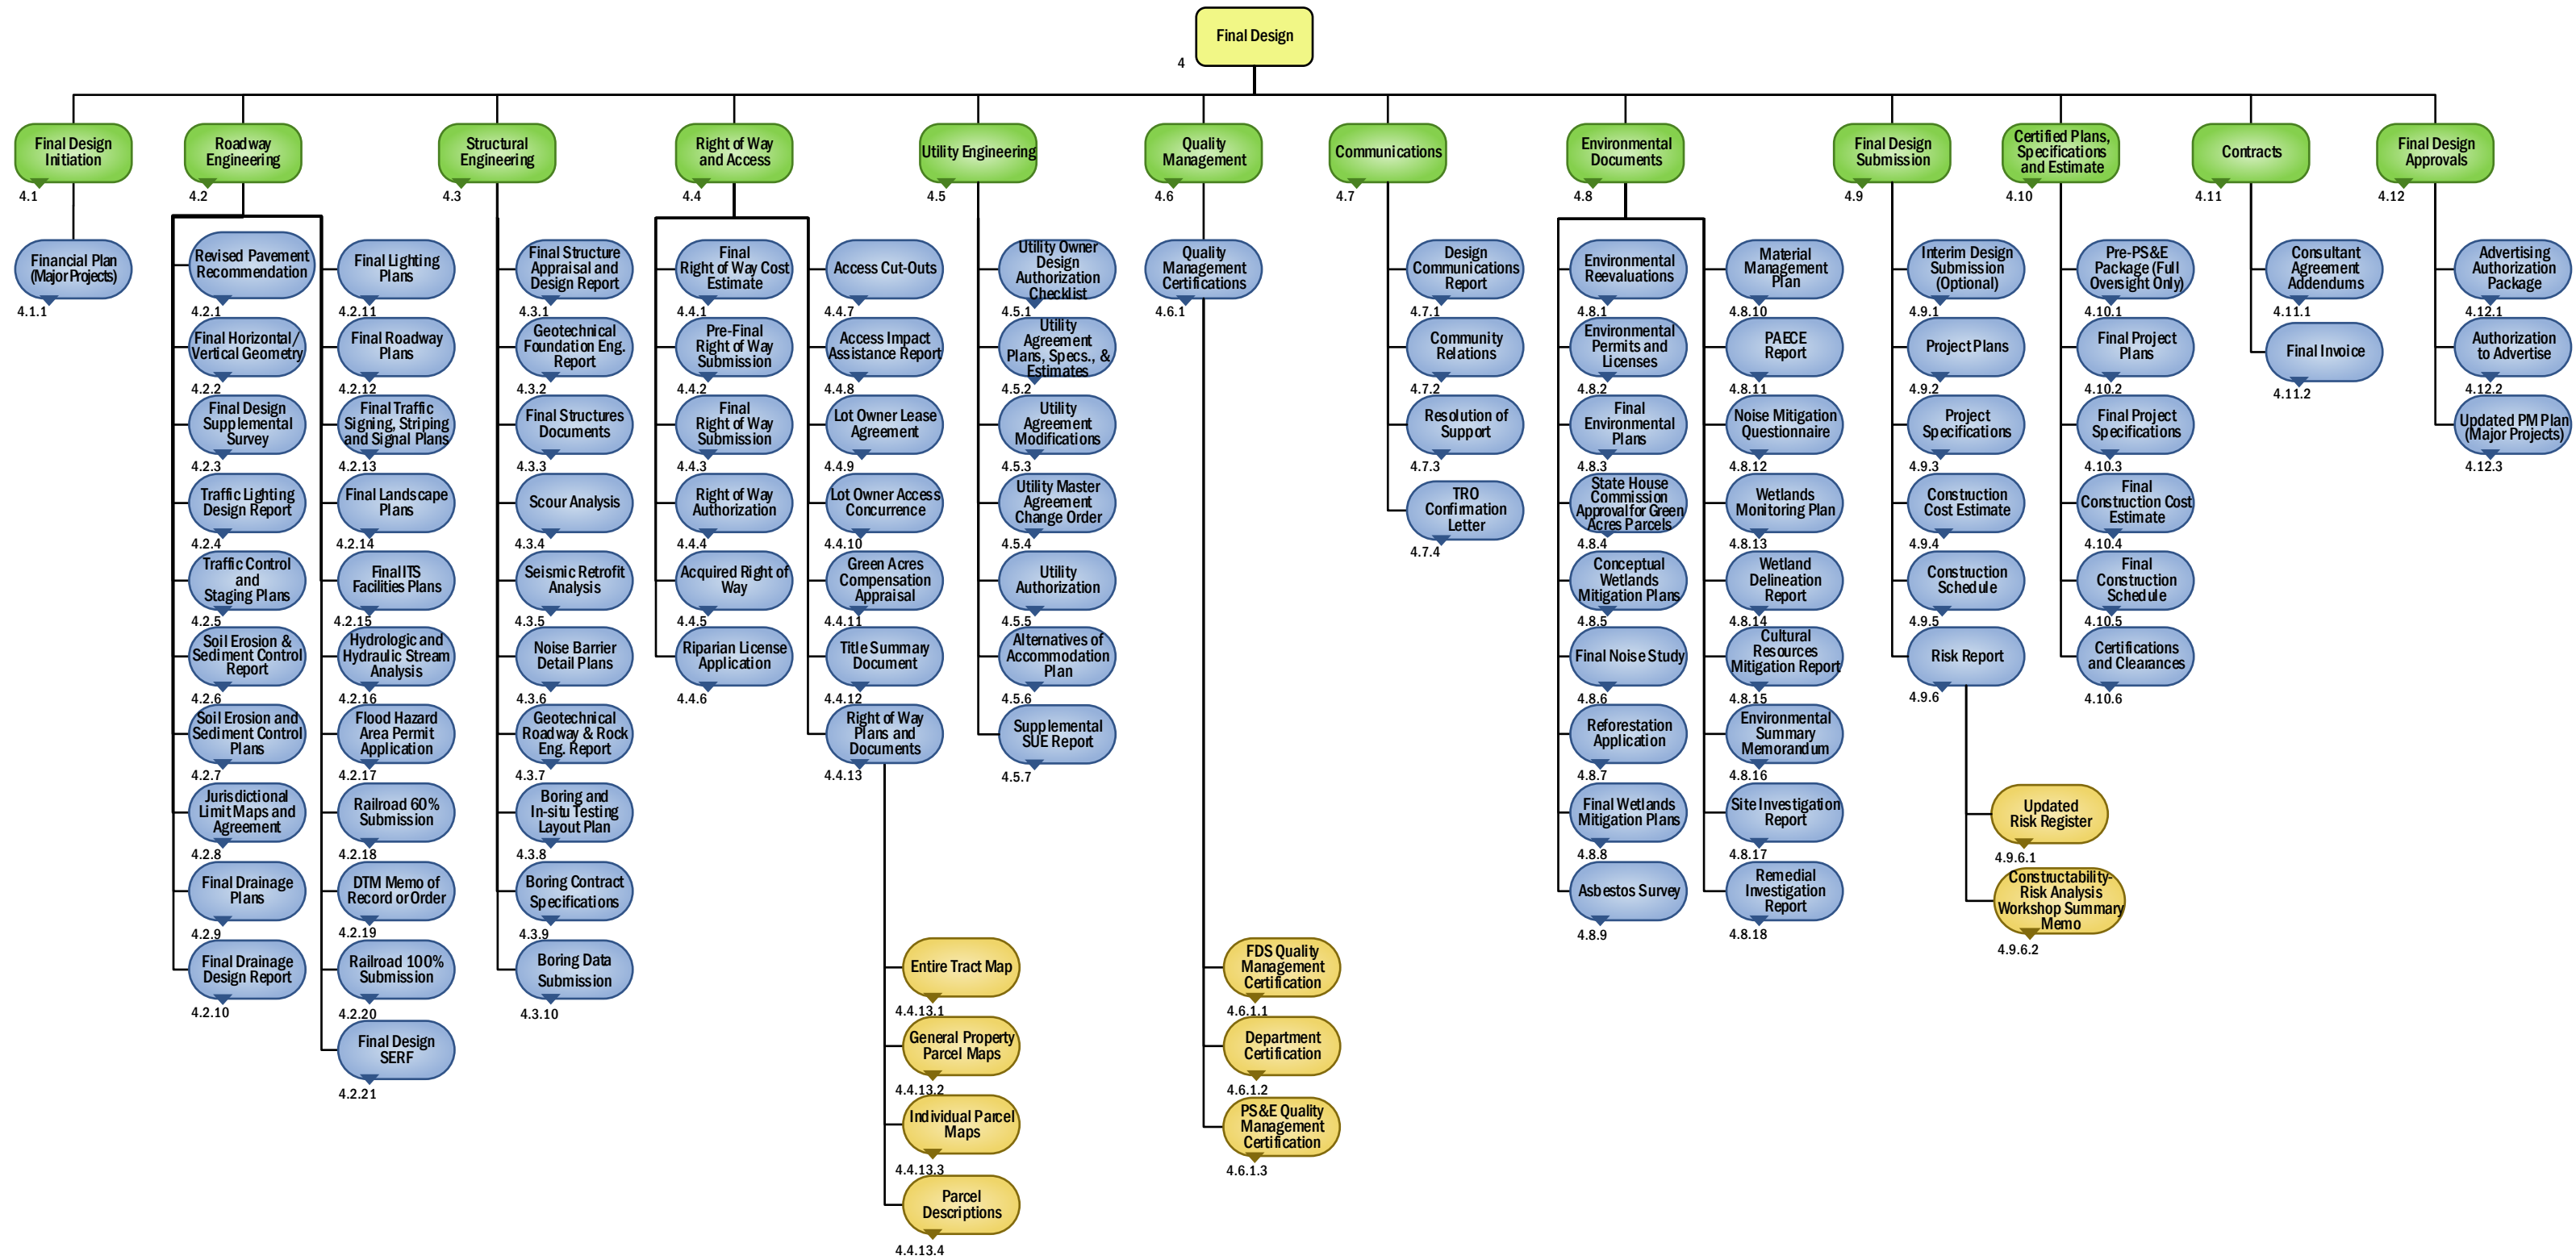 Final Design
4
Final Design
Initiation
4.1
Financial Plan
(Major Projects)
4.1.1
Roadway
Engineering
4.2
Revised Pavement
Recommendation
4.2.1
Final Horizontal/
Vertical Geometry
4.2.2
Final Design
Supplemental
Survey
4.2.3
Traffic Lighting
Design Report
4.2.4
Traffic Control
and
Staging Plans
4.2.5
Soil Erosion &
Sediment Control
Report
4.2.6
Soil Erosion and
Sediment Control
Plans
4.2.7
Jurisdictional
Limit Maps and
Agreement
4.2.8
Final Drainage
Plans
4.2.9
Final Drainage
Design Report
4.2.10
Final Lighting
Plans
4.2.11
Final Roadway
Plans
4.2.12
Final Traffic
Signing, Striping
and Signal Plans
4.2.13
Final Landscape
Plans
4.2.14
Final ITS
Facilities Plans
4.2.15
Hydrologic and
Hydraulic Stream
Analysis
4.2.16
Flood Hazard
Area Permit
Application
4.2.17
Railroad 60%
Submission
4.2.18
DTM Memo of
Record or Order
4.2.19
Railroad 100%
Submission
4.2.20
Final Design
SERF
4.2.21
Structural
Engineering
4.3
Final Structure
Appraisal and
Design Report
4.3.1
Geotechnical
Foundation Eng.
Report
4.3.2
Final Structures
Documents
4.3.3
Scour Analysis
4.3.4
Seismic Retrofit
Analysis
4.3.5
Noise Barrier
Detail Plans
4.3.6
Geotechnical
Roadway & Rock
Eng. Report
4.3.7
Boring and
In-situ Testing
Layout Plan
4.3.8
Boring Contract
Specifications
4.3.9
Boring Data
Submission
4.3.10
Right of Way
and Access
4.4
Final
Right of Way Cost
Estimate
4.4.1
Pre-Final
Right of Way
Submission
4.4.2
Final
Right of Way
Submission
4.4.3
Right of Way
Authorization
4.4.4
Acquired Right of
Way
4.4.5
Riparian License
Application
4.4.6
Access Cut-Outs
4.4.7
Access Impact
Assistance Report
4.4.8
Lot Owner Lease
Agreement
4.4.9
Lot Owner Access
Concurrence
4.4.10
Green Acres
Compensation
Appraisal
4.4.11
Title Summary
Document
4.4.12
Right of Way
Plans and
Documents
4.4.13
Entire Tract Map
4.4.13.1
General Property
Parcel Maps
4.4.13.2
Individual Parcel
Maps
4.4.13.3
Parcel
Descriptions
4.4.13.4
Utility Engineering
4.5
Utility Owner
Design
Authorization
Checklist
4.5.1
Utility
Agreement
Plans, Specs., &
Estimates
4.5.2
Utility
Agreement
Modifications
4.5.3
Utility Master
Agreement
Change Order
4.5.4
Utility
Authorization
4.5.5
Alternatives of
Accommodation
Plan
4.5.6
Supplemental
SUE Report
4.5.7
Quality
Management
4.6
Quality
Management
Certifications
4.6.1
FDS Quality
Management
Certification
4.6.1.1
Department
Certification
4.6.1.2
PS&E Quality
Management
Certification
4.6.1.3
Communications
4.7
Design
Communications
Report
4.7.1
Community
Relations
4.7.2
Resolution of
Support
4.7.3
TRO
Confirmation
Letter
4.7.4
Environmental
Documents
4.8
Environmental
Reevaluations
4.8.1
Environmental
Permits and
Licenses
4.8.2
Final
Environmental
Plans
4.8.3
State House
Commission
Approval for Green
Acres Parcels
4.8.4
Conceptual
Wetlands
Mitigation Plans
4.8.5
Final Noise Study
4.8.6
Reforestation
Application
4.8.7
Final Wetlands
Mitigation Plans
4.8.8
Asbestos Survey
4.8.9
Material
Management
Plan
4.8.10
PAECE
Report
4.8.11
Noise Mitigation
Questionnaire
4.8.12
Wetlands
Monitoring Plan
4.8.13
Wetland
Delineation
Report
4.8.14
Cultural
Resources
Mitigation Report
4.8.15
Environmental
Summary
Memorandum
4.8.16
Site Investigation
Report
4.8.17
Remedial
Investigation
Report
4.8.18
Final Design
Submission
4.9
Interim Design
Submission
(Optional)
4.9.1
Project Plans
4.9.2
Project
Specifications
4.9.3
Construction
Cost Estimate
4.9.4
Construction
Schedule
4.9.5
Risk Report
4.9.6
Updated
Risk Register
4.9.6.1
Constructability-
Risk Analysis
Workshop Summary
Memo
4.9.6.2
Certified Plans,
Specifications
and Estimate
4.10
Pre-PS&E
Package (Full
Oversight Only)
4.10.1
Final Project
Plans
4.10.2
Final Project
Specifications
4.10.3
Final
Construction Cost
Estimate
4.10.4
Final
Construction
Schedule
4.10.5
Certifications
and Clearances
4.10.6
Contracts
4.11
Consultant
Agreement
Addendums
4.11.1
Final Invoice
4.11.2
Final Design
Approvals
4.12
Advertising
Authorization
Package
4.12.1
Authorization
to Advertise
4.12.2
Updated PM Plan
(Major Projects)
4.12.3